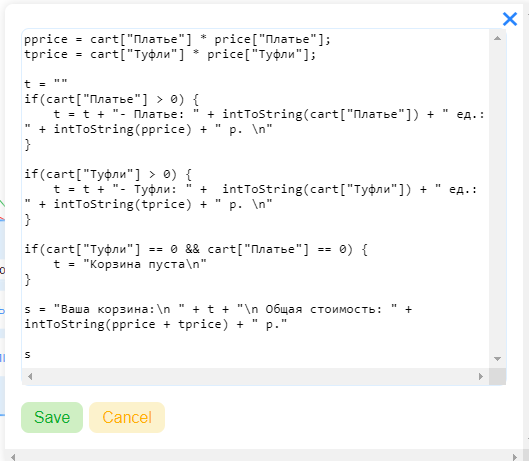 pprice = cart["Платье"] * price["Платье"];
tprice = cart["Туфли"] * price["Туфли"];
t = ""
if(cart["Платье"] > 0) {
t = t + "- Платье: " + intToString(cart["Платье"]) + " ед.:
" + intToString(pprice) + " р. \n"
}
if(cart["Туфли"] > 0) {
t = t + "- Туфли: " +  intToString(cart["Туфли"]) + " ед.:
" + intToString(tprice) + " р. \n"
}
if(cart["Туфли"] == 0 && cart["Платье"] == 0) {
t = "Корзина пуста\n"
}
s = "Ваша корзина:\n " + t + "\n Общая стоимость: " +
intToString(pprice + tprice) + " р."
s
Save Cancel